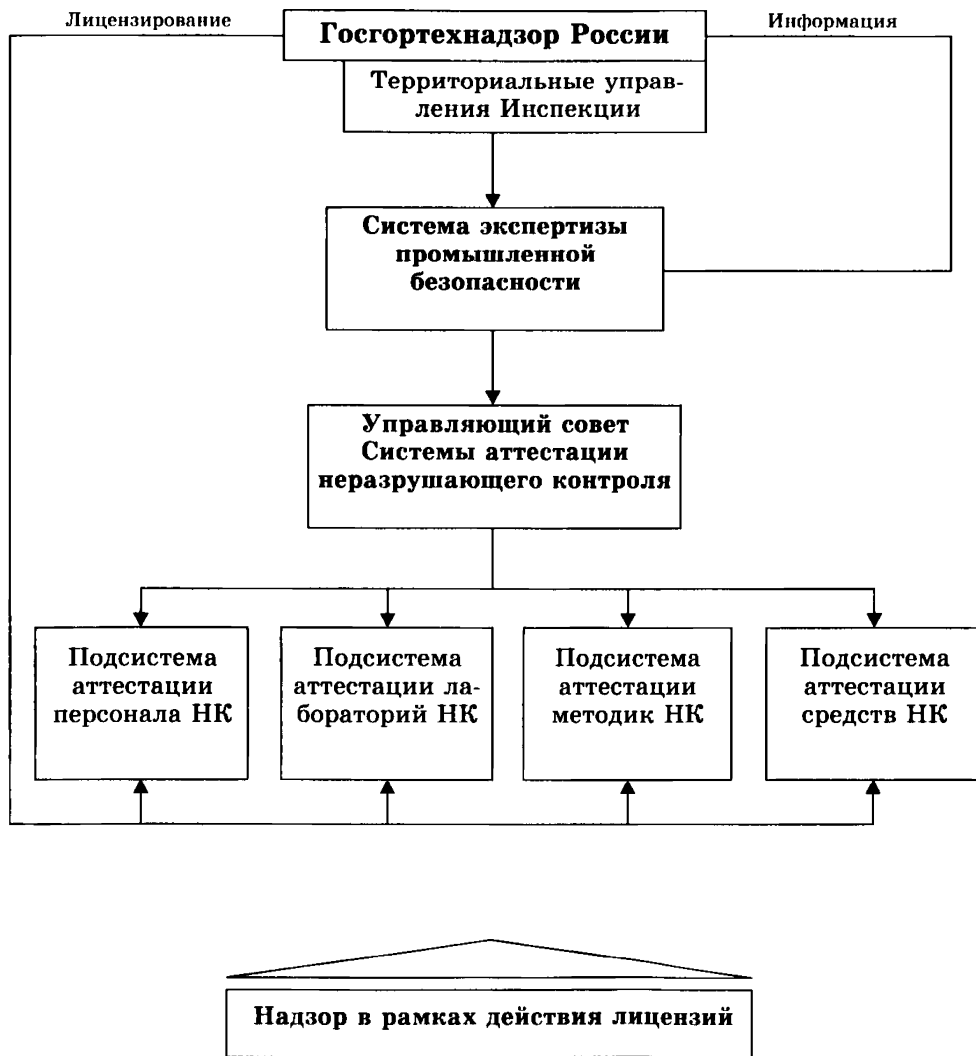 Лицензирование
Информация
Госгортехнадзор России
Территориальные управ-
ления Инспекции
Система экспертизы
промышленной
безопасности
Управляющий совет
Системы аттестации
неразрушающего контроля
Подсистема
аттестации
персонала НК
Подсистема
аттестации ла-
бораторий НК
Подсистема
аттестации
методик НК
Подсистема
аттестации
средств НК
Надзор в рамках действия лицензий